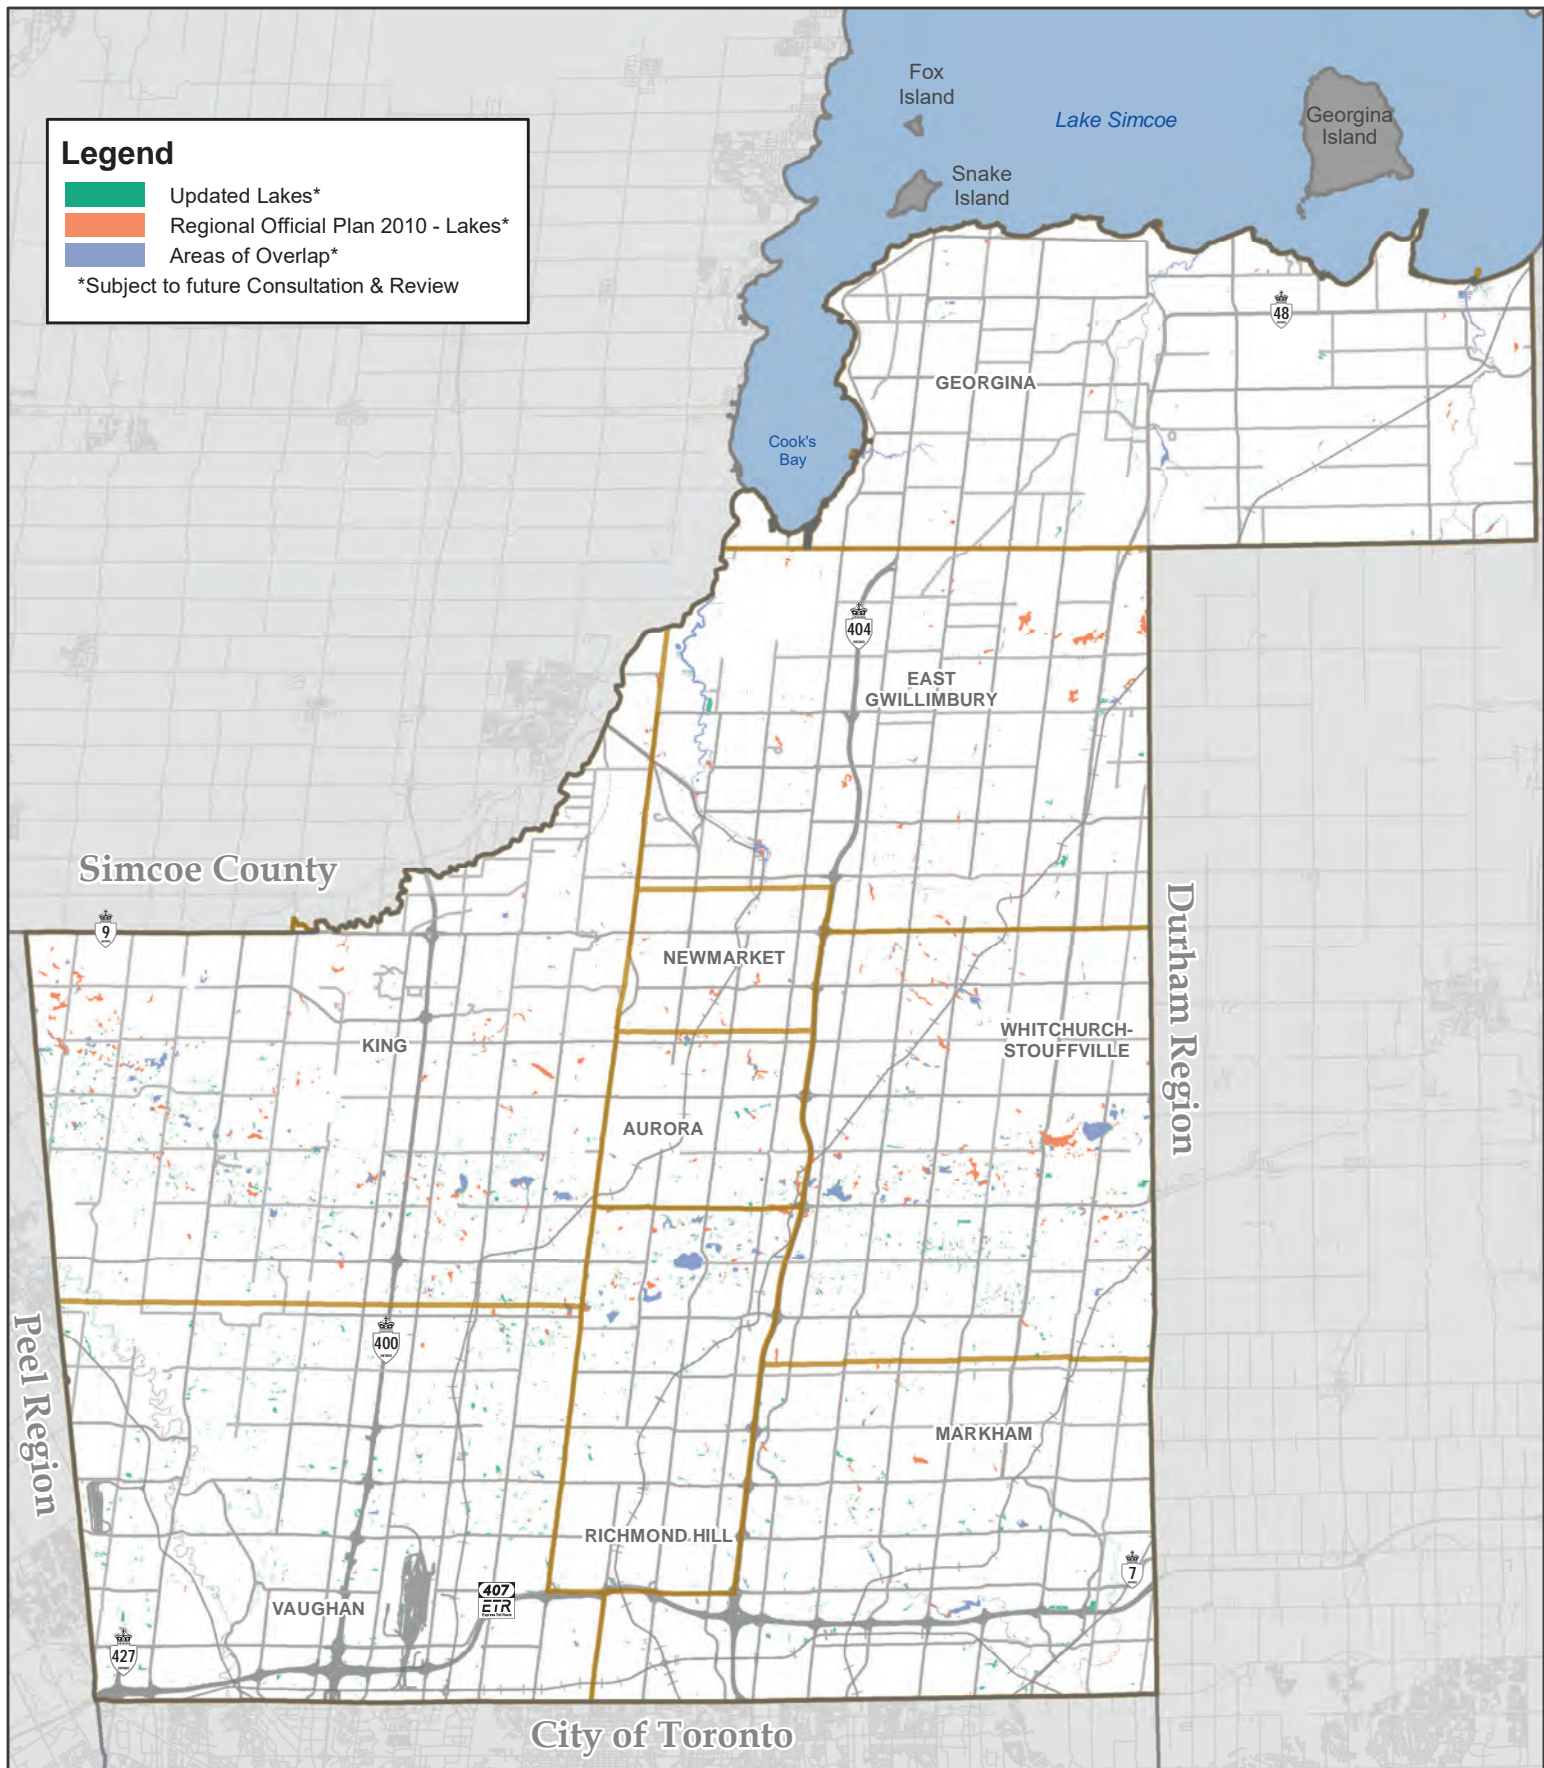 Fox
Island
Lake Simcoe
Georgina
Island
Legend
Updated Lakes*
Regional Official Plan 2010 - Lakes*
Areas of Overlap*
*Subject to future Consultation & Review
Snake
Island
48
GEORGINA
Cook's
Bay
404
EAST
GWILLIMBURY
Simcoe County
9
Durham Region
NEWMARKET
WHITCHURCH-
STOUFFVILLE
KING
AURORA
Peel Region
400
MARKHAM
RICHMOND HILL
7
407
ETR
VAUGHAN
427
City of Toronto